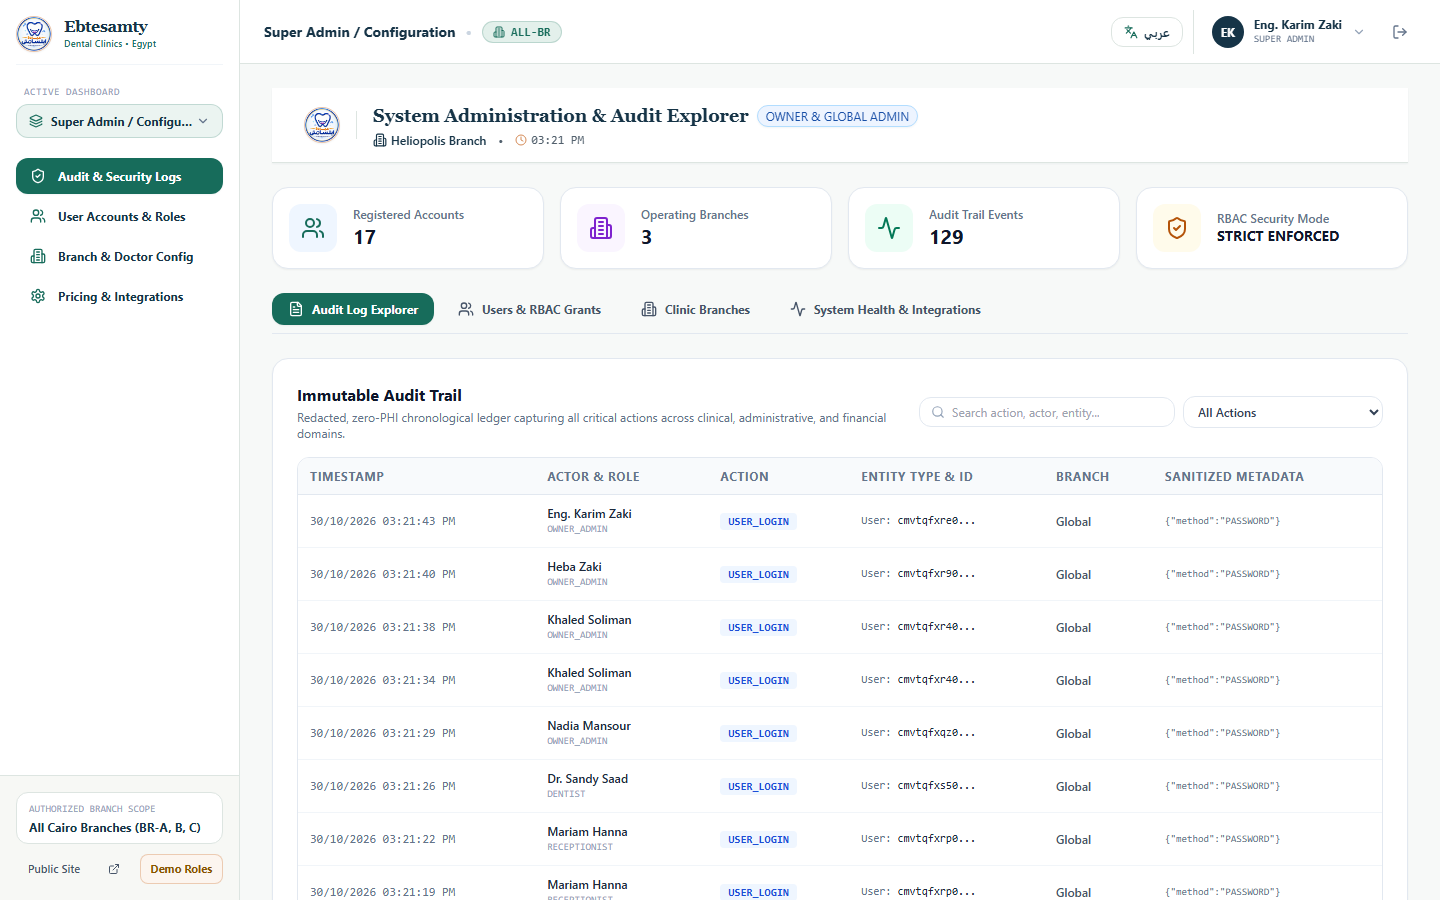 Ebtesamty
Dental Clinics • Egypt
ACTIVE DASHBOARD
Super Admin / Configu...
Audit & Security Logs
User Accounts & Roles
Branch & Doctor Config
Pricing & Integrations
AUTHORIZED BRANCH SCOPE
All Cairo Branches (BR-A, B, C)
Public Site
Demo Roles
Super Admin / Configuration
ALL-BR
عربي
EK
Eng. Karim Zaki
SUPER ADMIN
System Administration & Audit Explorer
OWNER & GLOBAL ADMIN
Heliopolis Branch • 03:21 PM
Registered Accounts
17
Operating Branches
3
Audit Trail Events
129
RBAC Security Mode
STRICT ENFORCED
Audit Log Explorer
Users & RBAC Grants
Clinic Branches
System Health & Integrations
Immutable Audit Trail
Redacted, zero-PHI chronological ledger capturing all critical actions across clinical, administrative, and financial
domains.
Search action, actor, entity...
All Actions
TIMESTAMP ACTOR & ROLE ACTION ENTITY TYPE & ID BRANCH SANITIZED METADATA
30/10/2026 03:21:43 PM Eng. Karim Zaki USER_LOGIN User: cmvtqfxre0... Global {"method":"PASSWORD"}
OWNER_ADMIN
30/10/2026 03:21:40 PM Heba Zaki USER_LOGIN User: cmvtqfxr90... Global {"method":"PASSWORD"}
OWNER_ADMIN
30/10/2026 03:21:38 PM Khaled Soliman USER_LOGIN User: cmvtqfxr40... Global {"method":"PASSWORD"}
OWNER_ADMIN
30/10/2026 03:21:34 PM Khaled Soliman USER_LOGIN User: cmvtqfxr40... Global {"method":"PASSWORD"}
OWNER_ADMIN
30/10/2026 03:21:29 PM Nadia Mansour USER_LOGIN User: cmvtqfxqz0... Global {"method":"PASSWORD"}
OWNER_ADMIN
30/10/2026 03:21:26 PM Dr. Sandy Saad USER_LOGIN User: cmvtqfxs50... Global {"method":"PASSWORD"}
DENTIST
30/10/2026 03:21:22 PM Mariam Hanna USER_LOGIN User: cmvtqfxrp0... Global {"method":"PASSWORD"}
RECEPTIONIST
30/10/2026 03:21:19 PM Mariam Hanna USER_LOGIN User: cmvtqfxrp0... Global {"method":"PASSWORD"}
RECEPTIONIST